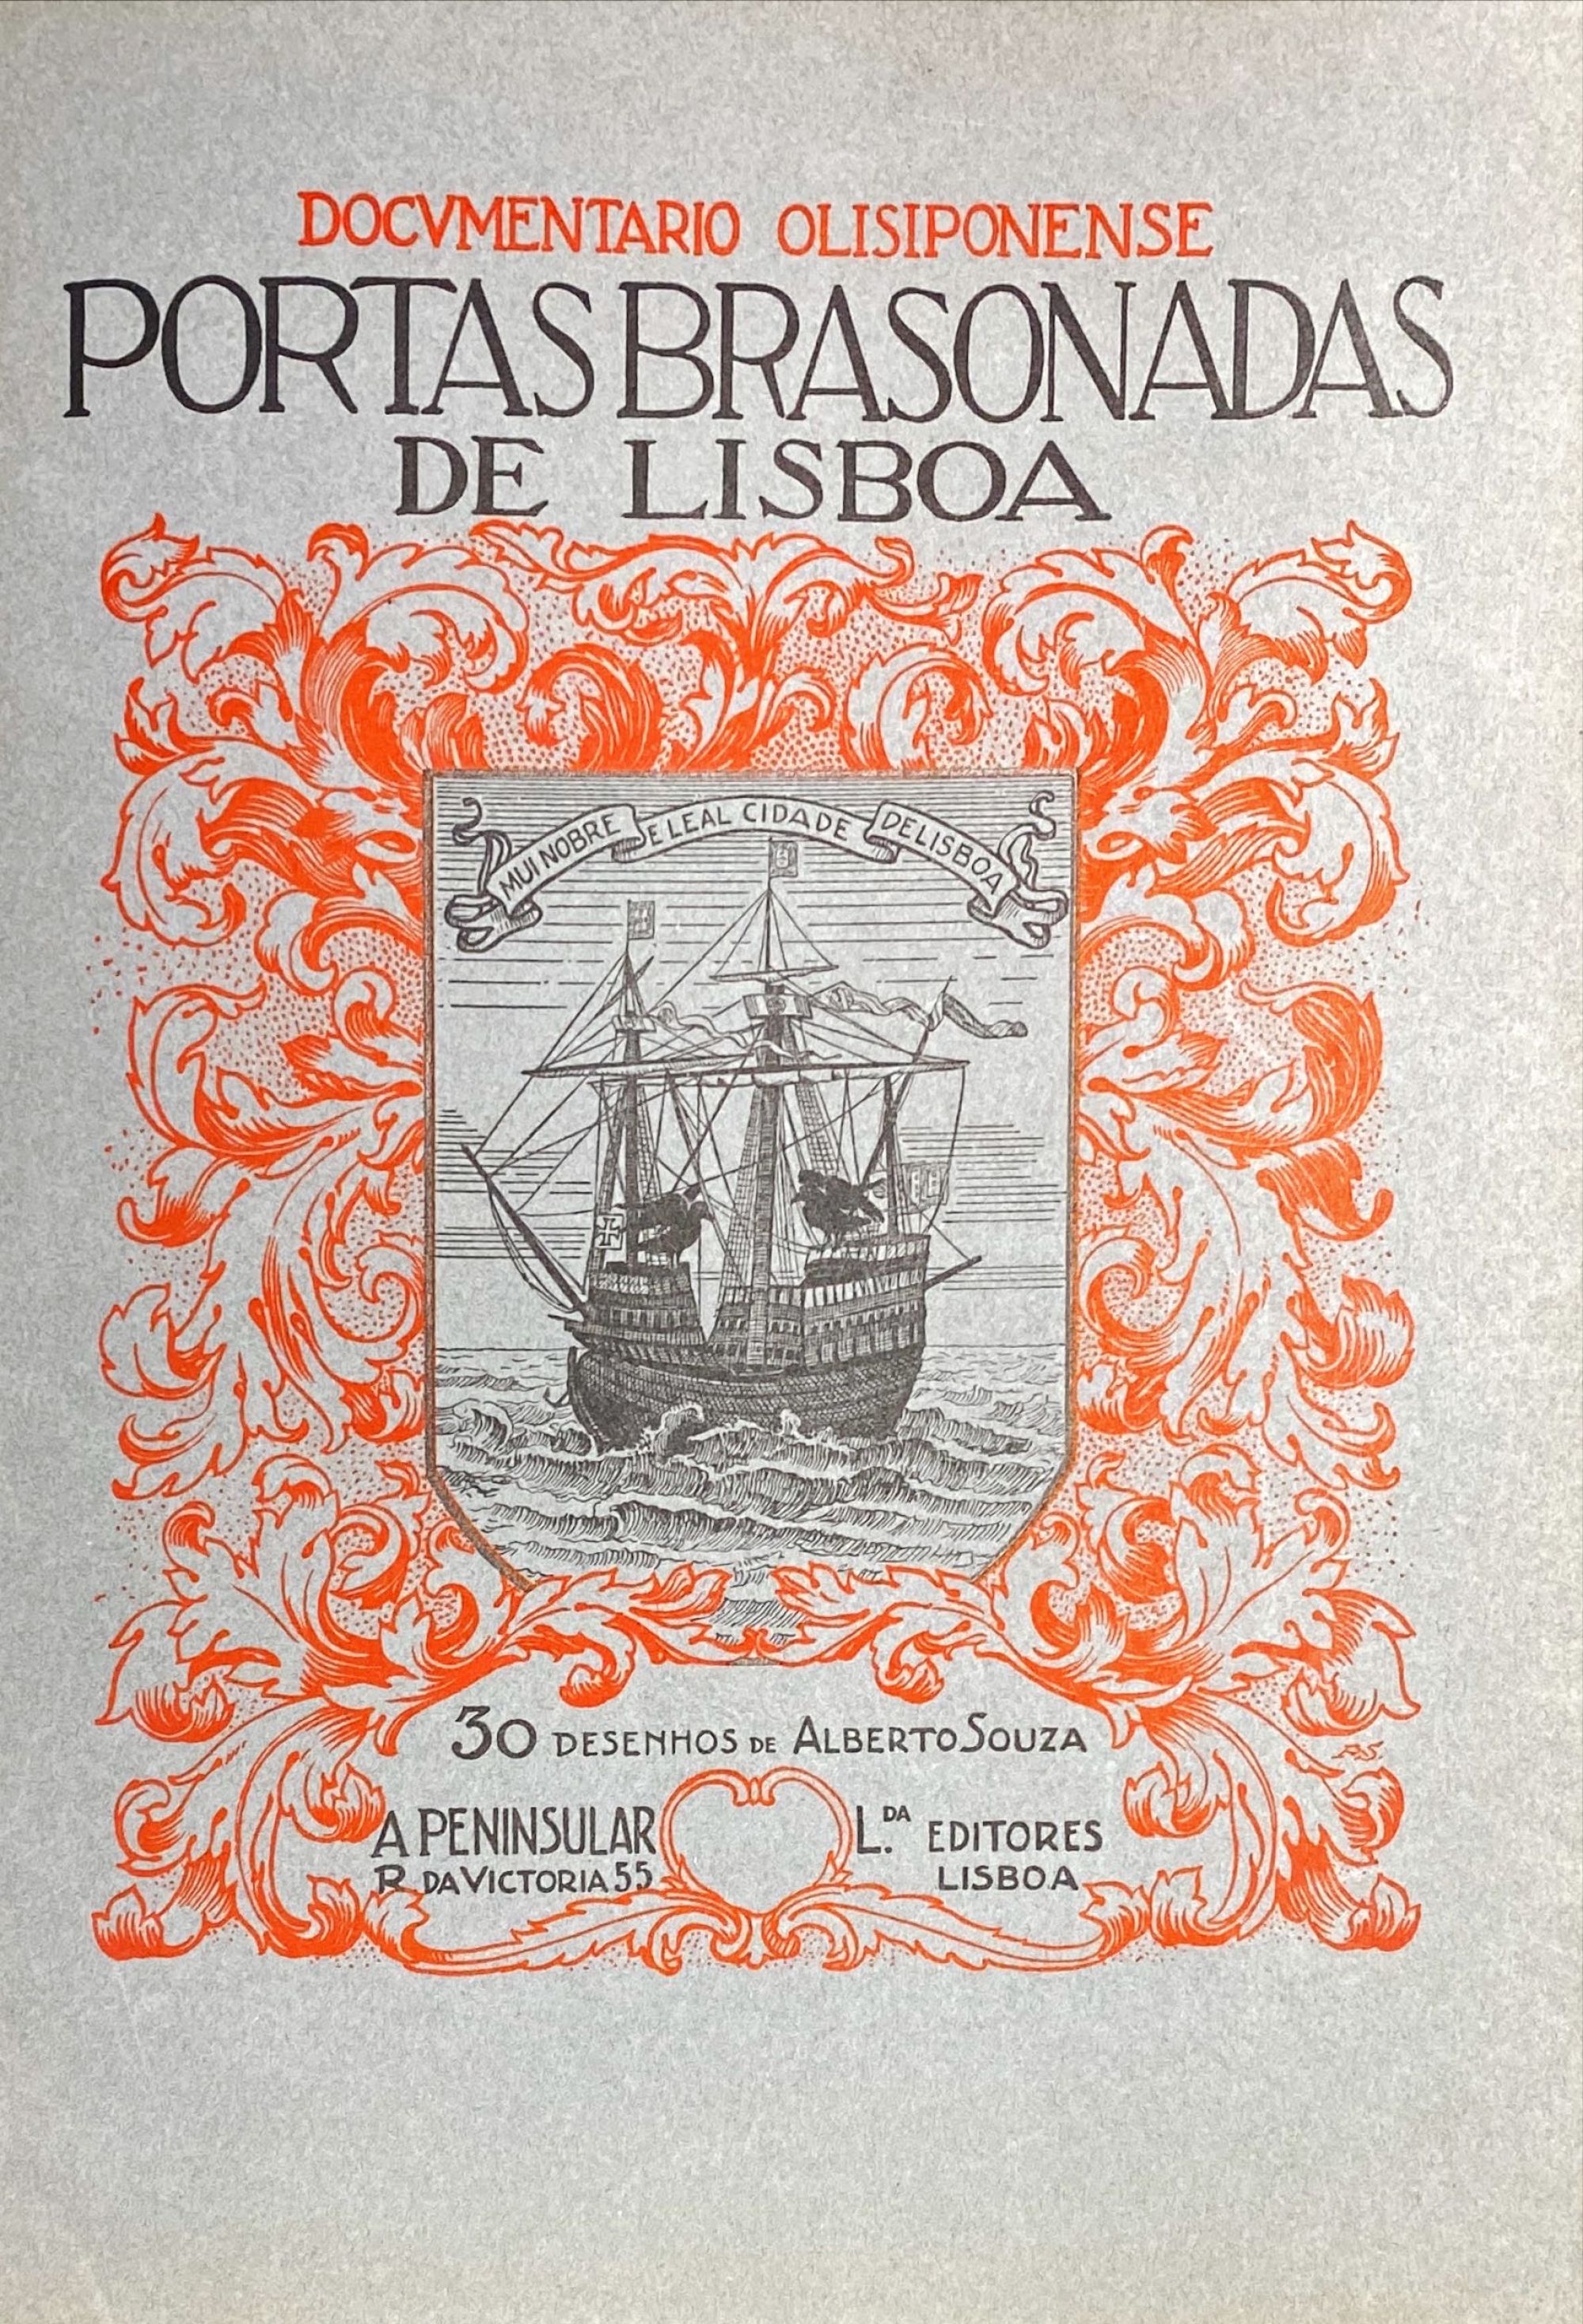 DOCVMENTARIO OLISIPONENSE
PORTAS BRASONADAS
DE LISBOA
MUI NOBRE E LEAL CIDADE DE LISBOA
30 DESENHOS DE ALBERTO SOUZA
A PENINSULAR L.DA EDITORES
R DA VICTORIA 55 LISBOA